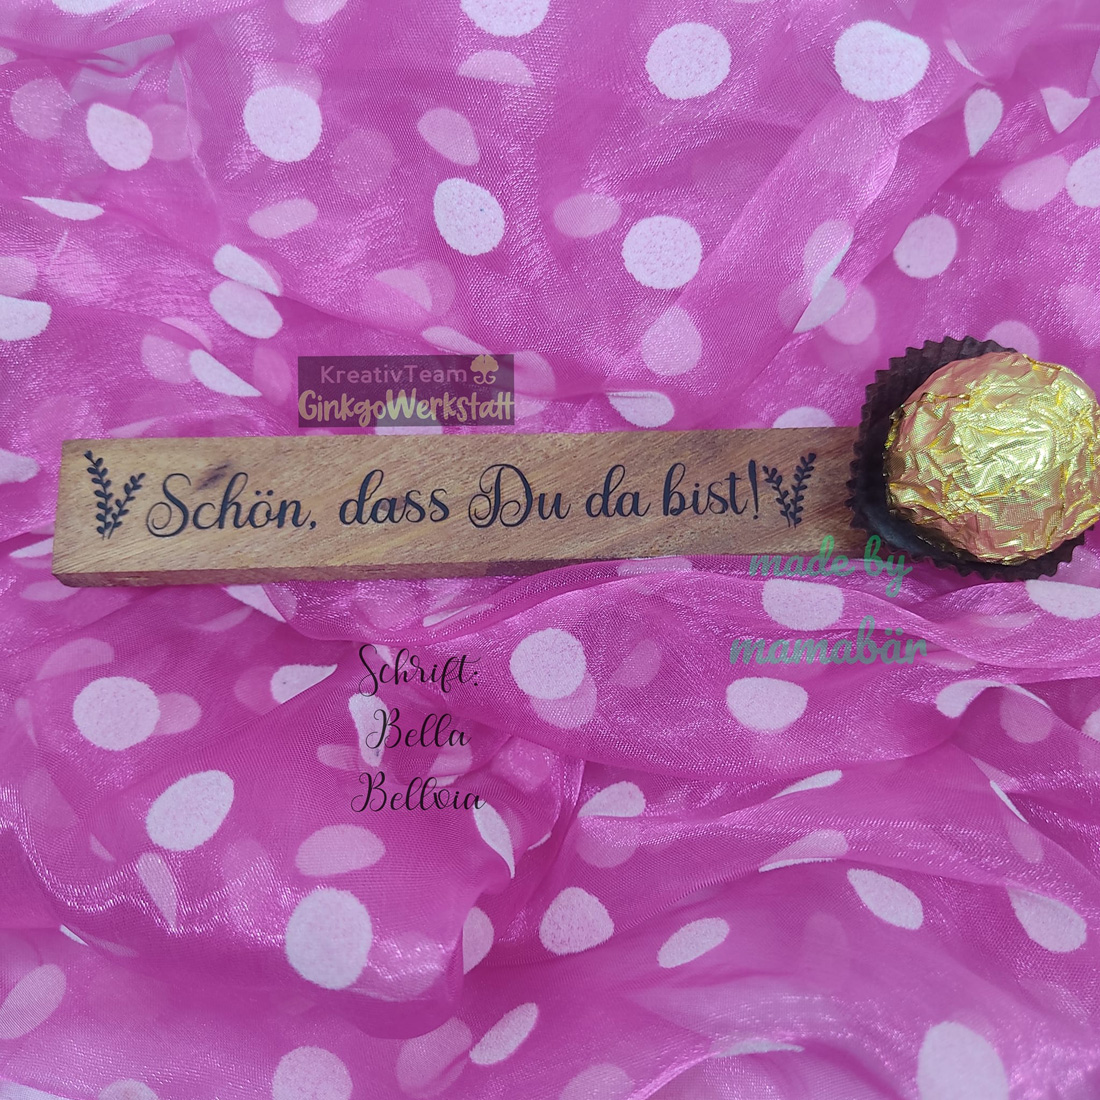 KreativTeam
GinkgoWerkstatt
Schön, dass Du da bist!
made by
mamabär
Schrift:
Bella
Bellvia